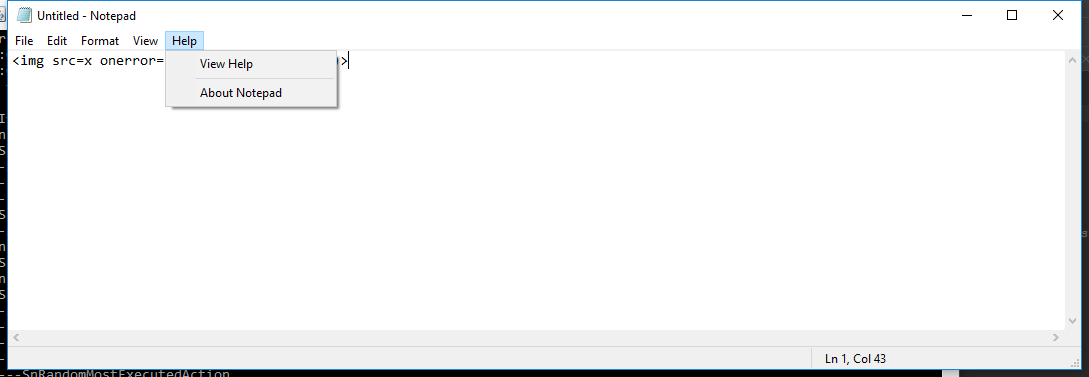 Untitled - Notepad
File Edit Format View Help
<img src=x onerror= >
View Help
About Notepad
Ln 1, Col 43
---SnRandomMostExecutedAction